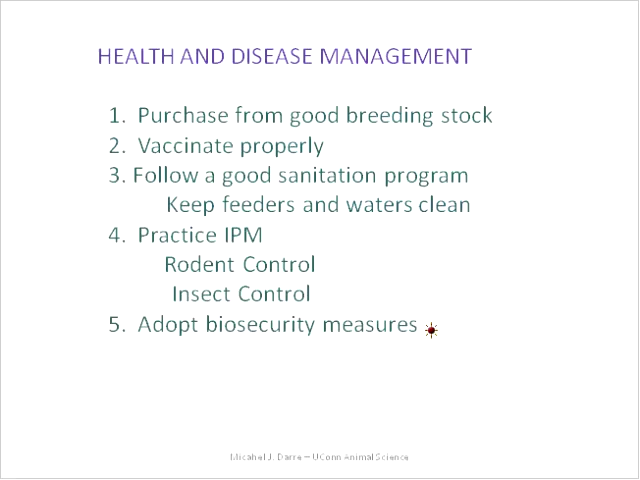 HEALTH AND DISEASE MANAGEMENT
1. Purchase from good breeding stock
2. Vaccinate properly
3. Follow a good sanitation program
Keep feeders and waters clean
4. Practice IPM
Rodent Control
Insect Control
5. Adopt biosecurity measures
Micahel J. Darre – UConn Animal Science